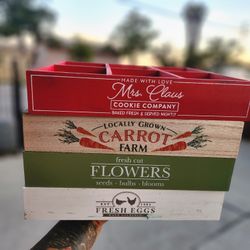 MADE WITH LOVE
Mrs. Claus
COOKIE COMPANY
BAKED FRESH & SERVED NIGHTLY
LOCALLY GROWN
CARROT
FARM
fresh cut
FLOWERS
seeds · bulbs · blooms
FRESH EGGS